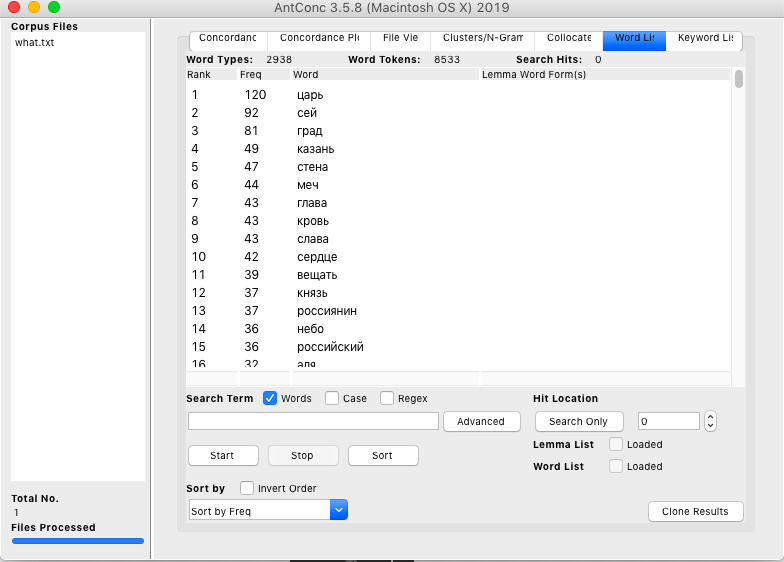 AntConc 3.5.8 (Macintosh OS X) 2019
Corpus Files
what.txt
Concordanc Concordance Plo File Vie Clusters/N-Gram Collocate Word Lis Keyword Lis
Word Types: 2938 Word Tokens: 8533 Search Hits: 0
Rank Freq Word Lemma Word Form(s)
1 120 царь
2 92 сей
3 81 град
4 49 казань
5 47 стена
6 44 меч
7 43 глава
8 43 кровь
9 43 слава
10 42 сердце
11 39 вещать
12 37 князь
13 37 россиянин
14 36 небо
15 36 российский
16 32
Search Term Words Case Regex Hit Location
Advanced Search Only 0
Lemma List Loaded
Start Stop Sort
Word List Loaded
Sort by Invert Order
Sort by Freq Clone Results
Total No.
1
Files Processed